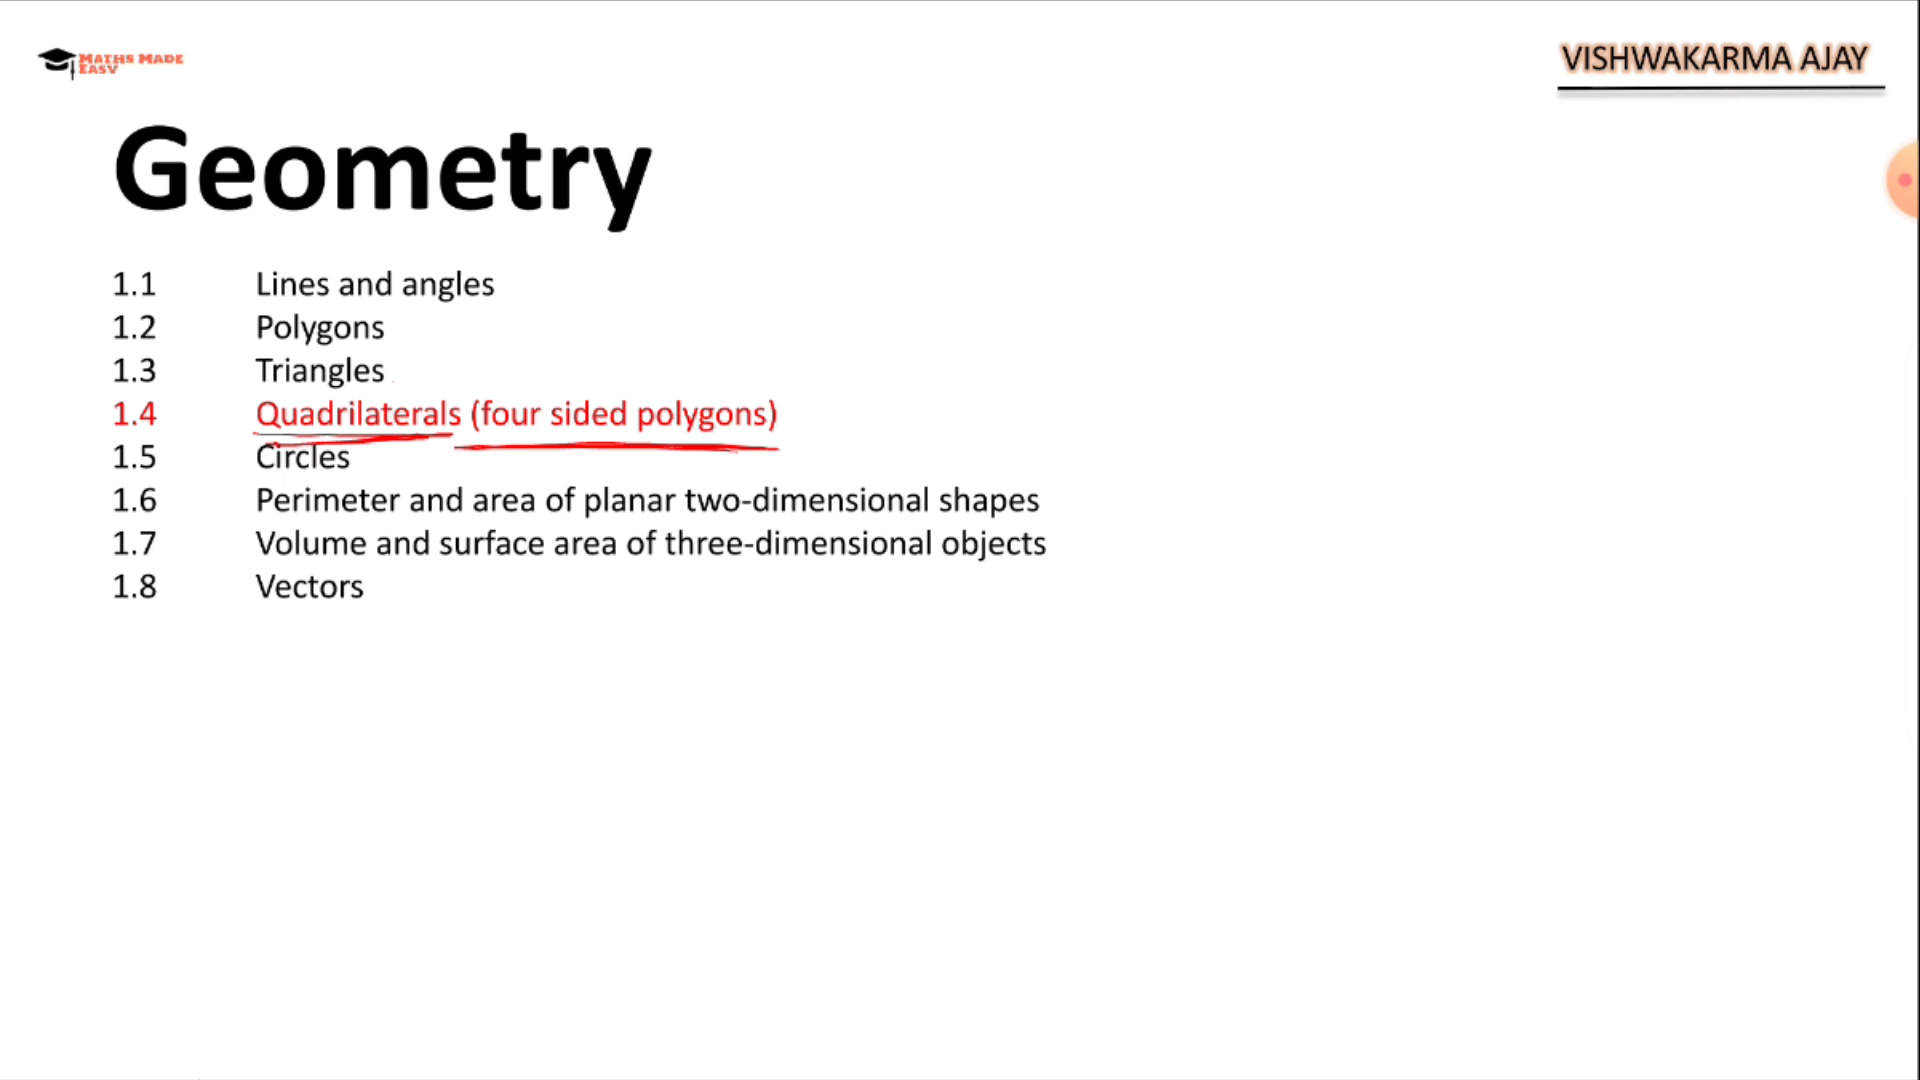 MATHS MADE
EASY
VISHWAKARMA AJAY
Geometry
1.1 Lines and angles
1.2 Polygons
1.3 Triangles
1.4 Quadrilaterals (four sided polygons)
1.5 Circles
1.6 Perimeter and area of planar two-dimensional shapes
1.7 Volume and surface area of three-dimensional objects
1.8 Vectors